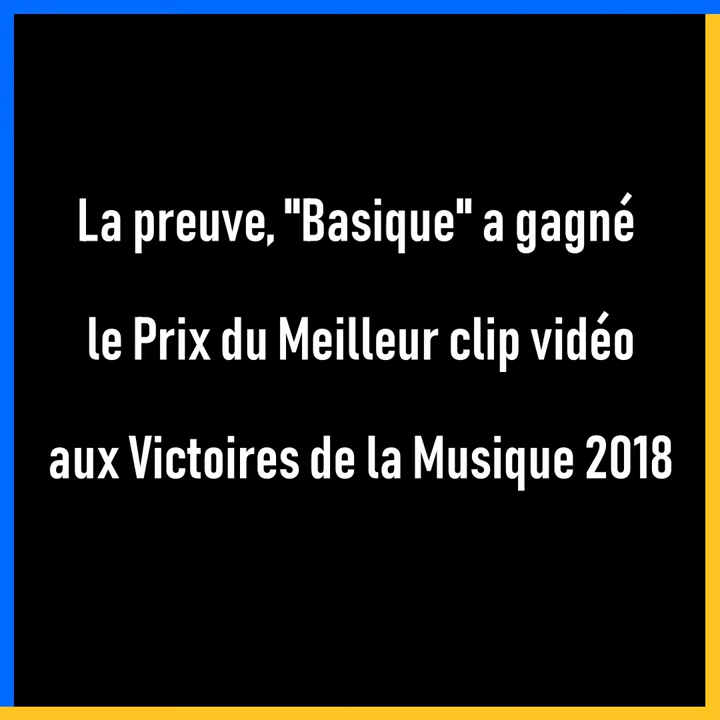 La preuve, "Basique" a gagné
le Prix du Meilleur clip vidéo
aux Victoires de la Musique 2018